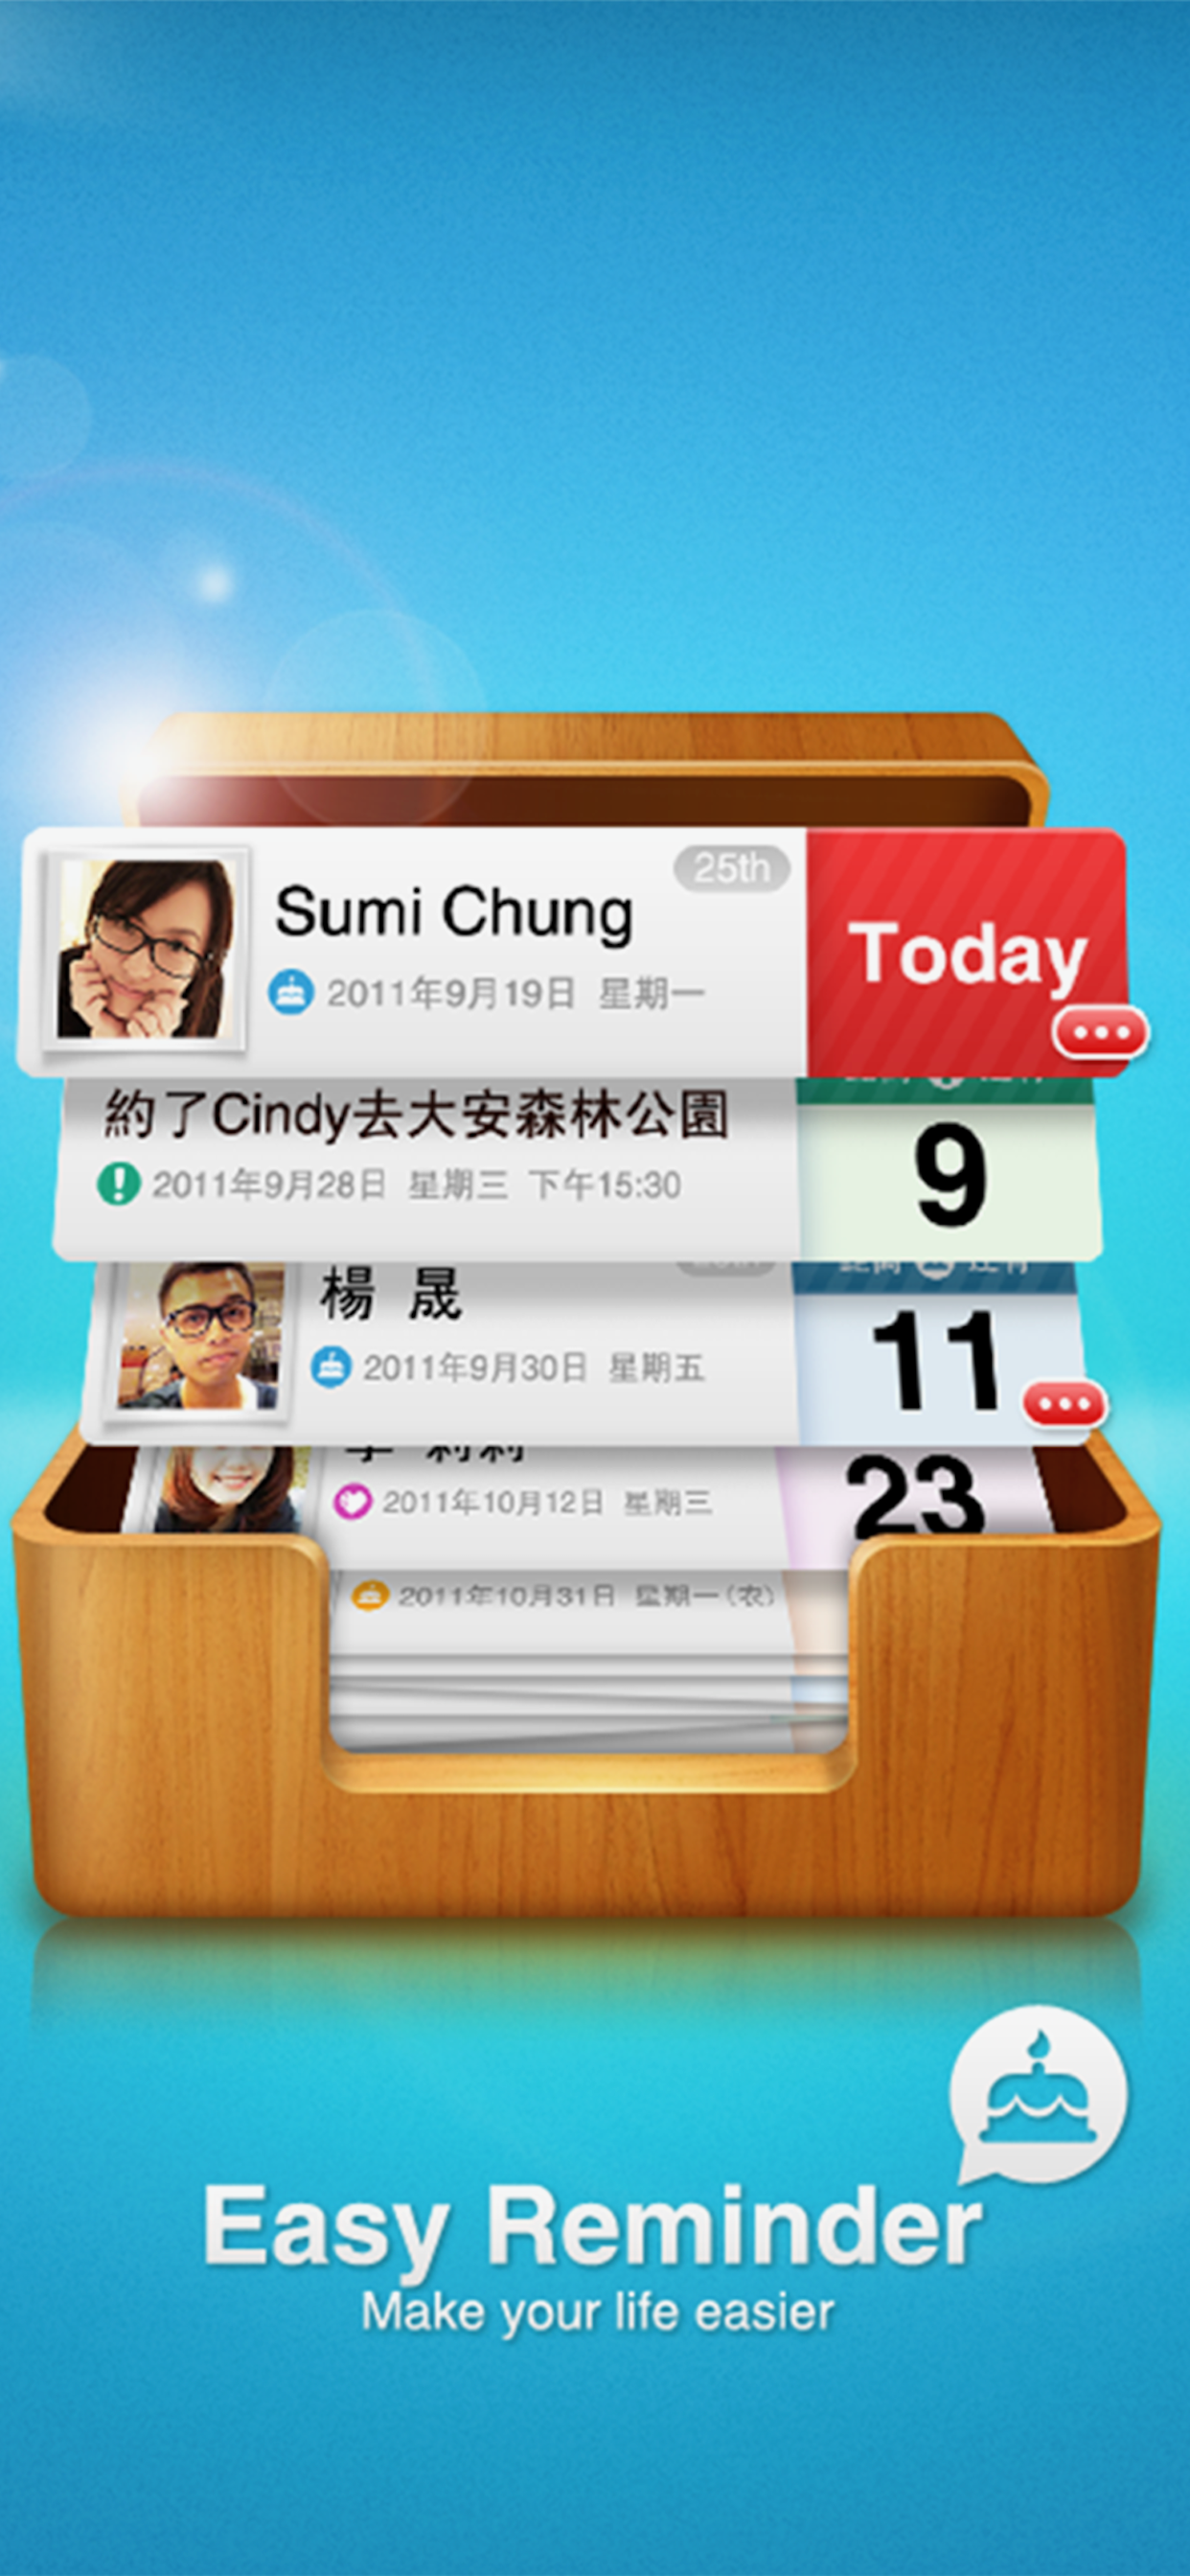 25th
Sumi Chung
2011年9月19日 星期一
Today
約了Cindy去大安森林公園
9
2011年9月28日 星期三 下午15:30
楊 晟
11
2011年9月30日 星期五
23
2011年10月12日 星期三
2011年10月31日 星期一(农)
Easy Reminder
Make your life easier